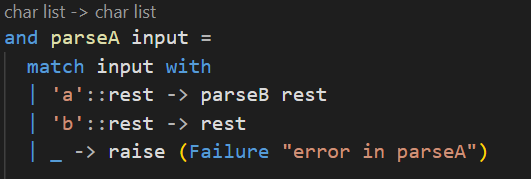 char list -> char list
and parseA input =
  match input with
  | 'a'::rest -> parseB rest
  | 'b'::rest -> rest
  | _ -> raise (Failure "error in parseA")